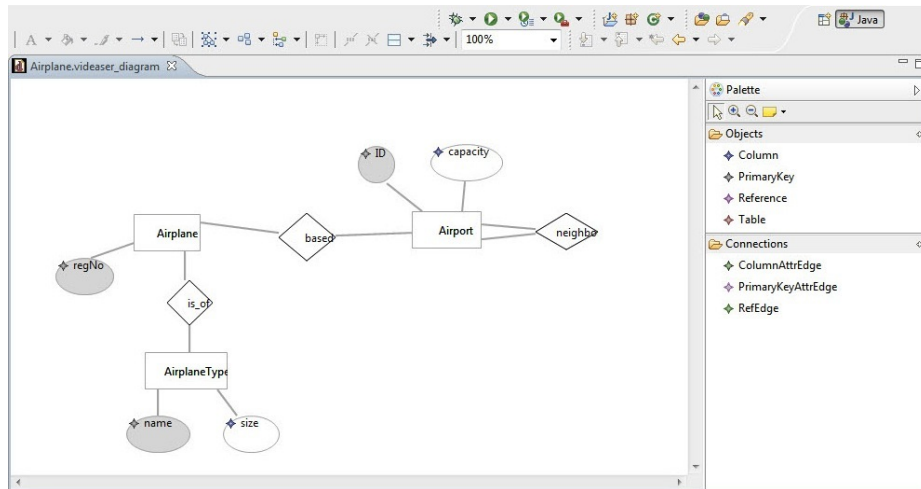 Java
A
100%
Airplane.videaser_diagram
Palette
Objects
Column
PrimaryKey
Reference
Table
Connections
ColumnAttrEdge
PrimaryKeyAttrEdge
RefEdge
ID
capacity
Airplane
based
Airport
neighbo
regNo
is_of
AirplaneType
name
size